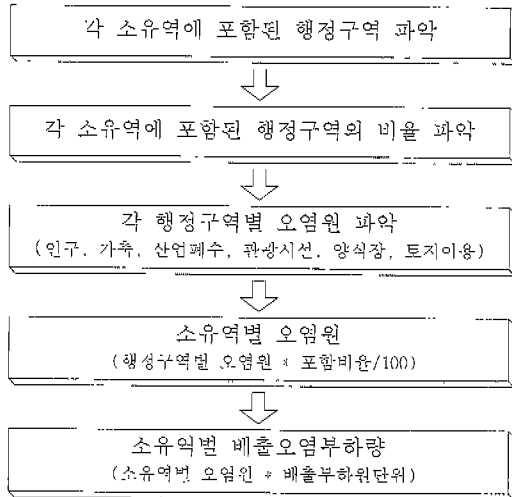 각 소유역에 포함된 행정구역 파악
각 소유역에 포함된 행정구역의 비율 파악
각 행정구역별 오염원 파악
(인구, 가축, 산업폐수, 관광시설, 양식장, 토지이용)
소유역별 오염원
(행정구역별 오염원 * 포함비율/100)
소유역별 배출오염부하량
(소유역별 오염원 * 배출부하원단위)